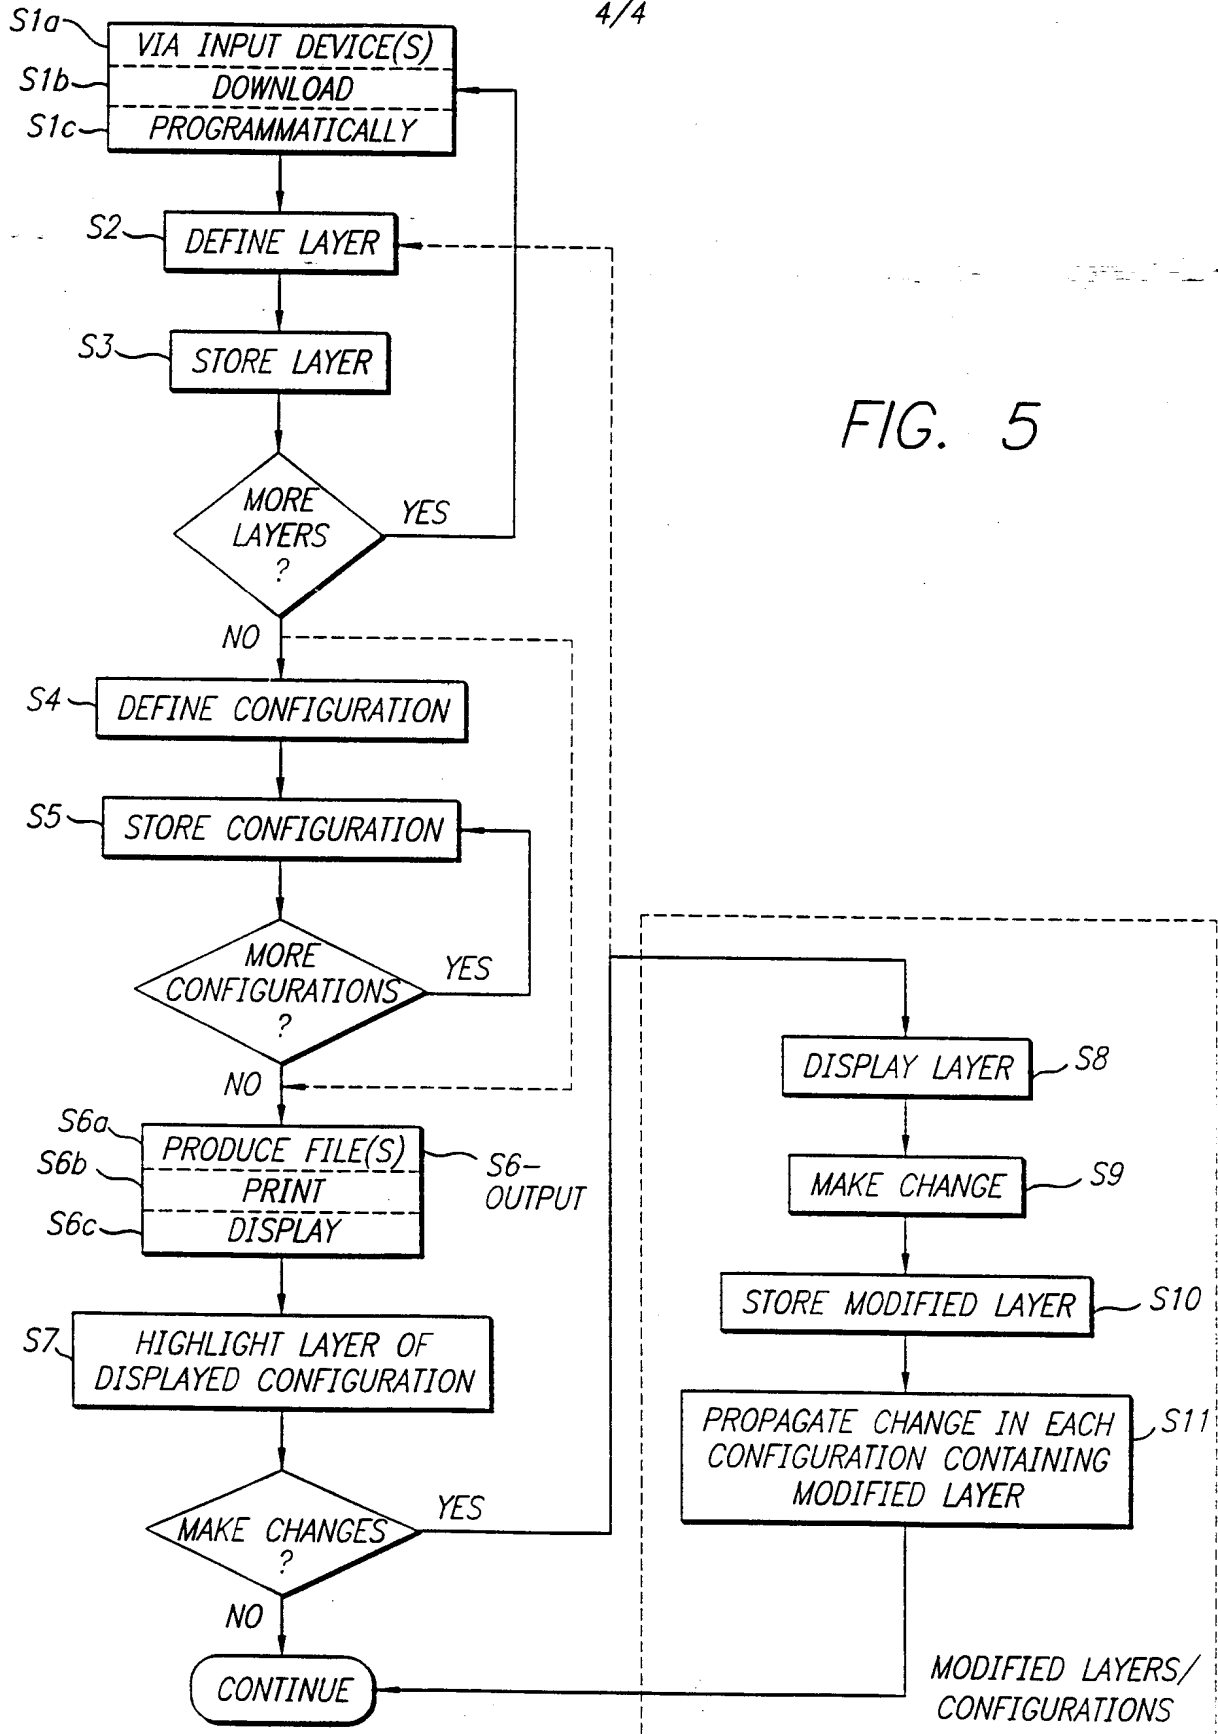 4/4
S1a
VIA INPUT DEVICE(S)
S1b
DOWNLOAD
S1c
PROGRAMMATICALLY
S2
DEFINE LAYER
S3
STORE LAYER
FIG. 5
MORE
LAYERS
?
YES
NO
S4
DEFINE CONFIGURATION
S5
STORE CONFIGURATION
MORE
CONFIGURATIONS
?
YES
NO
S6a
PRODUCE FILE(S)
S6b
PRINT
S6c
DISPLAY
S6-
OUTPUT
S7
HIGHLIGHT LAYER OF
DISPLAYED CONFIGURATION
MAKE CHANGES
?
YES
NO
CONTINUE
DISPLAY LAYER
S8
MAKE CHANGE
S9
STORE MODIFIED LAYER
S10
PROPAGATE CHANGE IN EACH
CONFIGURATION CONTAINING
MODIFIED LAYER
S11
MODIFIED LAYERS/
CONFIGURATIONS